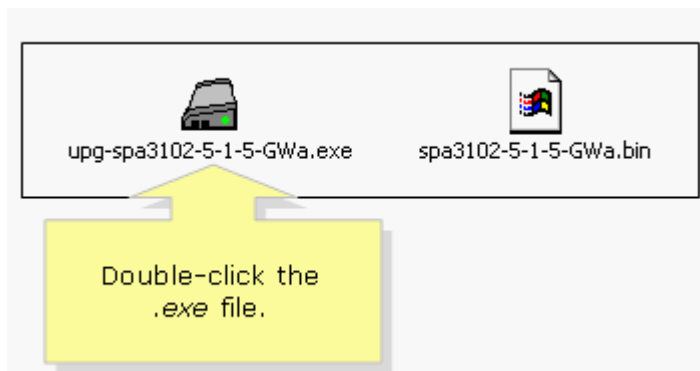 upg-spa3102-5-1-5-GWa.exe spa3102-5-1-5-GWa.bin
Double-click the
.exe file.